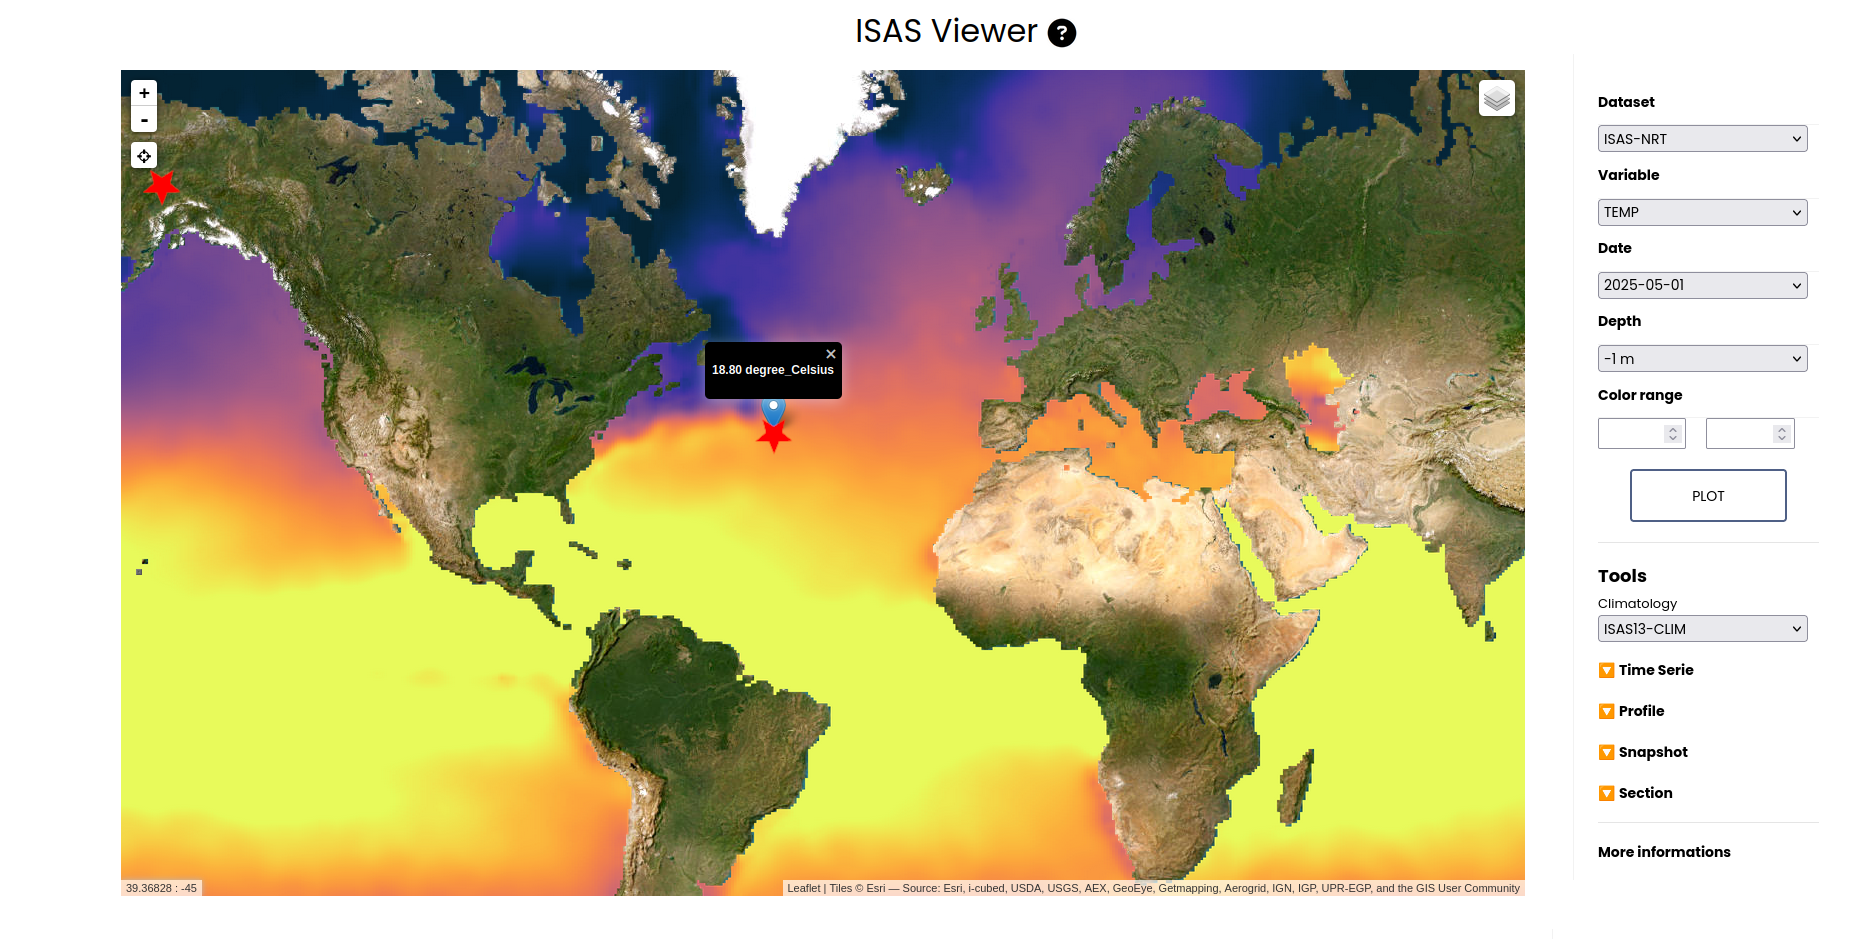 ISAS Viewer ?
+
-
18.80 degree_Celsius
×
39.36828 : -45
Leaflet | Tiles © Esri — Source: Esri, i-cubed, USDA, USGS, AEX, GeoEye, Getmapping, Aerogrid, IGN, IGP, UPR-EGP, and the GIS User Community
Dataset
ISAS-NRT
Variable
TEMP
Date
2025-05-01
Depth
-1 m
Color range
PLOT
Tools
Climatology
ISAS13-CLIM
Time Serie
Profile
Snapshot
Section
More informations